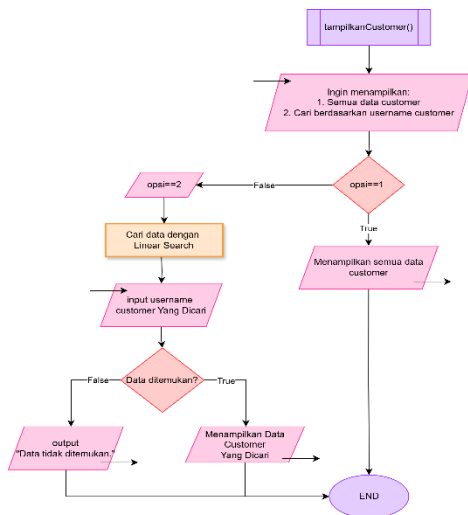 tampilkanCustomer()
Ingin menampilkan:
1. Semua data customer
2. Cari berdasarkan username customer
opsi==1
False
opsi==2
True
Cari data dengan
Linear Search
Menampilkan semua data
customer
input username
customer Yang Dicari
Data ditemukan?
False
True
output
"Data tidak ditemukan."
Menampilkan Data
Customer
Yang Dicari
END